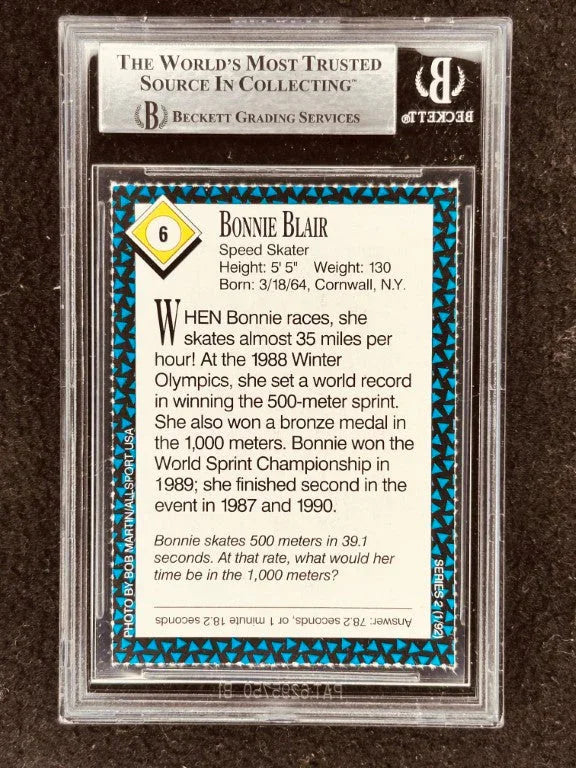 THE WORLD'S MOST TRUSTED
SOURCE IN COLLECTING™
B BECKETT GRADING SERVICES
B
BECKETT®
6
BONNIE BLAIR
Speed Skater
Height: 5' 5" Weight: 130
Born: 3/18/64, Cornwall, N.Y.
WHEN Bonnie races, she
skates almost 35 miles per
hour! At the 1988 Winter
Olympics, she set a world record
in winning the 500-meter sprint.
She also won a bronze medal in
the 1,000 meters. Bonnie won the
World Sprint Championship in
1989; she finished second in the
event in 1987 and 1990.
Bonnie skates 500 meters in 39.1
seconds. At that rate, what would her
time be in the 1,000 meters?
Answer: 78.2 seconds, or 1 minute 18.2 seconds
PHOTO BY BOB MARTIN/ALLSPORT USA
SERIES 2 (1/92)